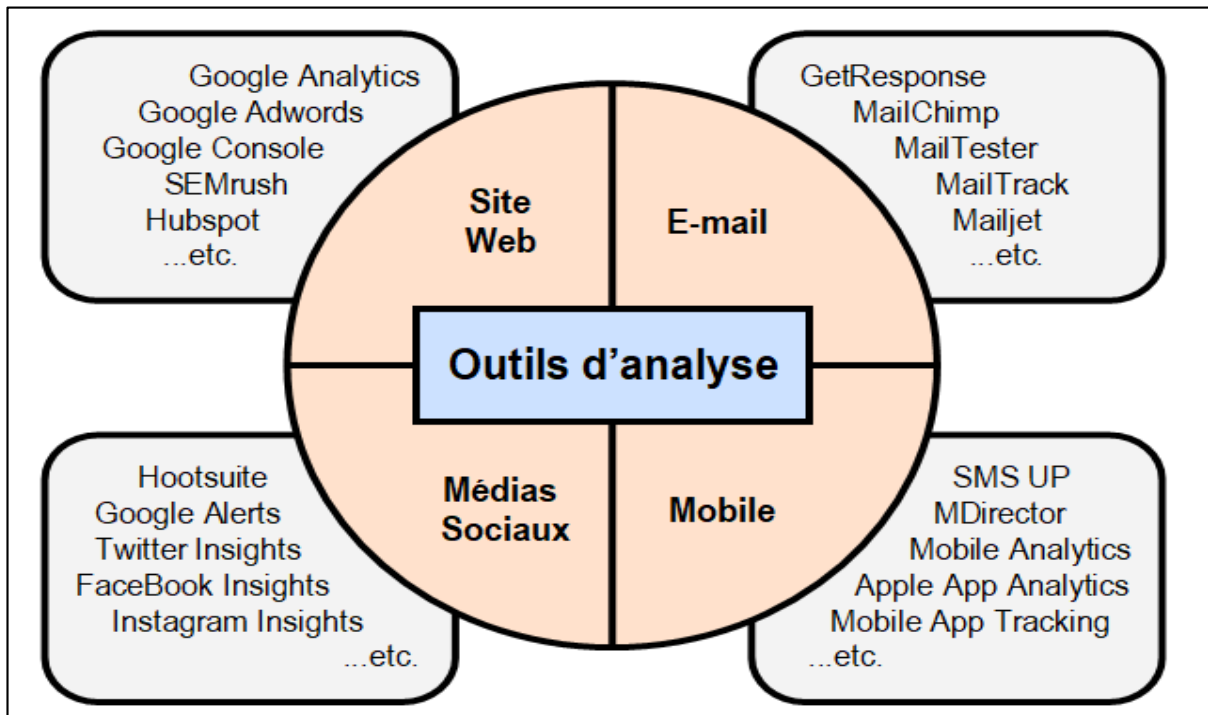 Google Analytics
Google Adwords
Google Console
SEMrush
Hubspot
...etc.
GetResponse
MailChimp
MailTester
MailTrack
Mailjet
...etc.
Site
Web
E-mail
Outils d’analyse
Médias
Sociaux
Mobile
Hootsuite
Google Alerts
Twitter Insights
FaceBook Insights
Instagram Insights
...etc.
SMS UP
MDirector
Mobile Analytics
Apple App Analytics
Mobile App Tracking
...etc.